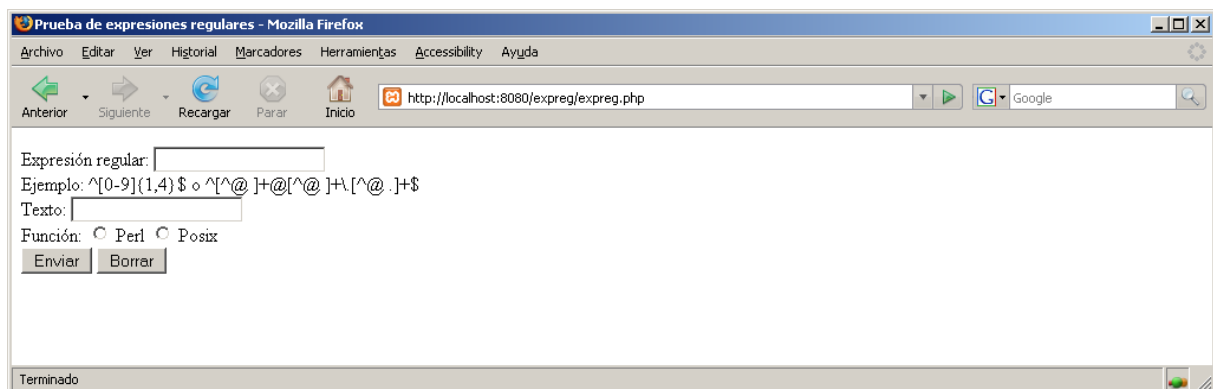 Prueba de expresiones regulares - Mozilla Firefox
Archivo Editar Ver Historial Marcadores Herramientas Accessibility Ayuda
Anterior Siguiente Recargar Parar Inicio http://localhost:8080/expreg/expreg.php G Google
Expresión regular:
Ejemplo: ^[0-9]{1,4}$ o ^[^@ ]+@[^@ ]+\.[^@ .]+$
Texto:
Función: Perl Posix
Enviar Borrar
Terminado